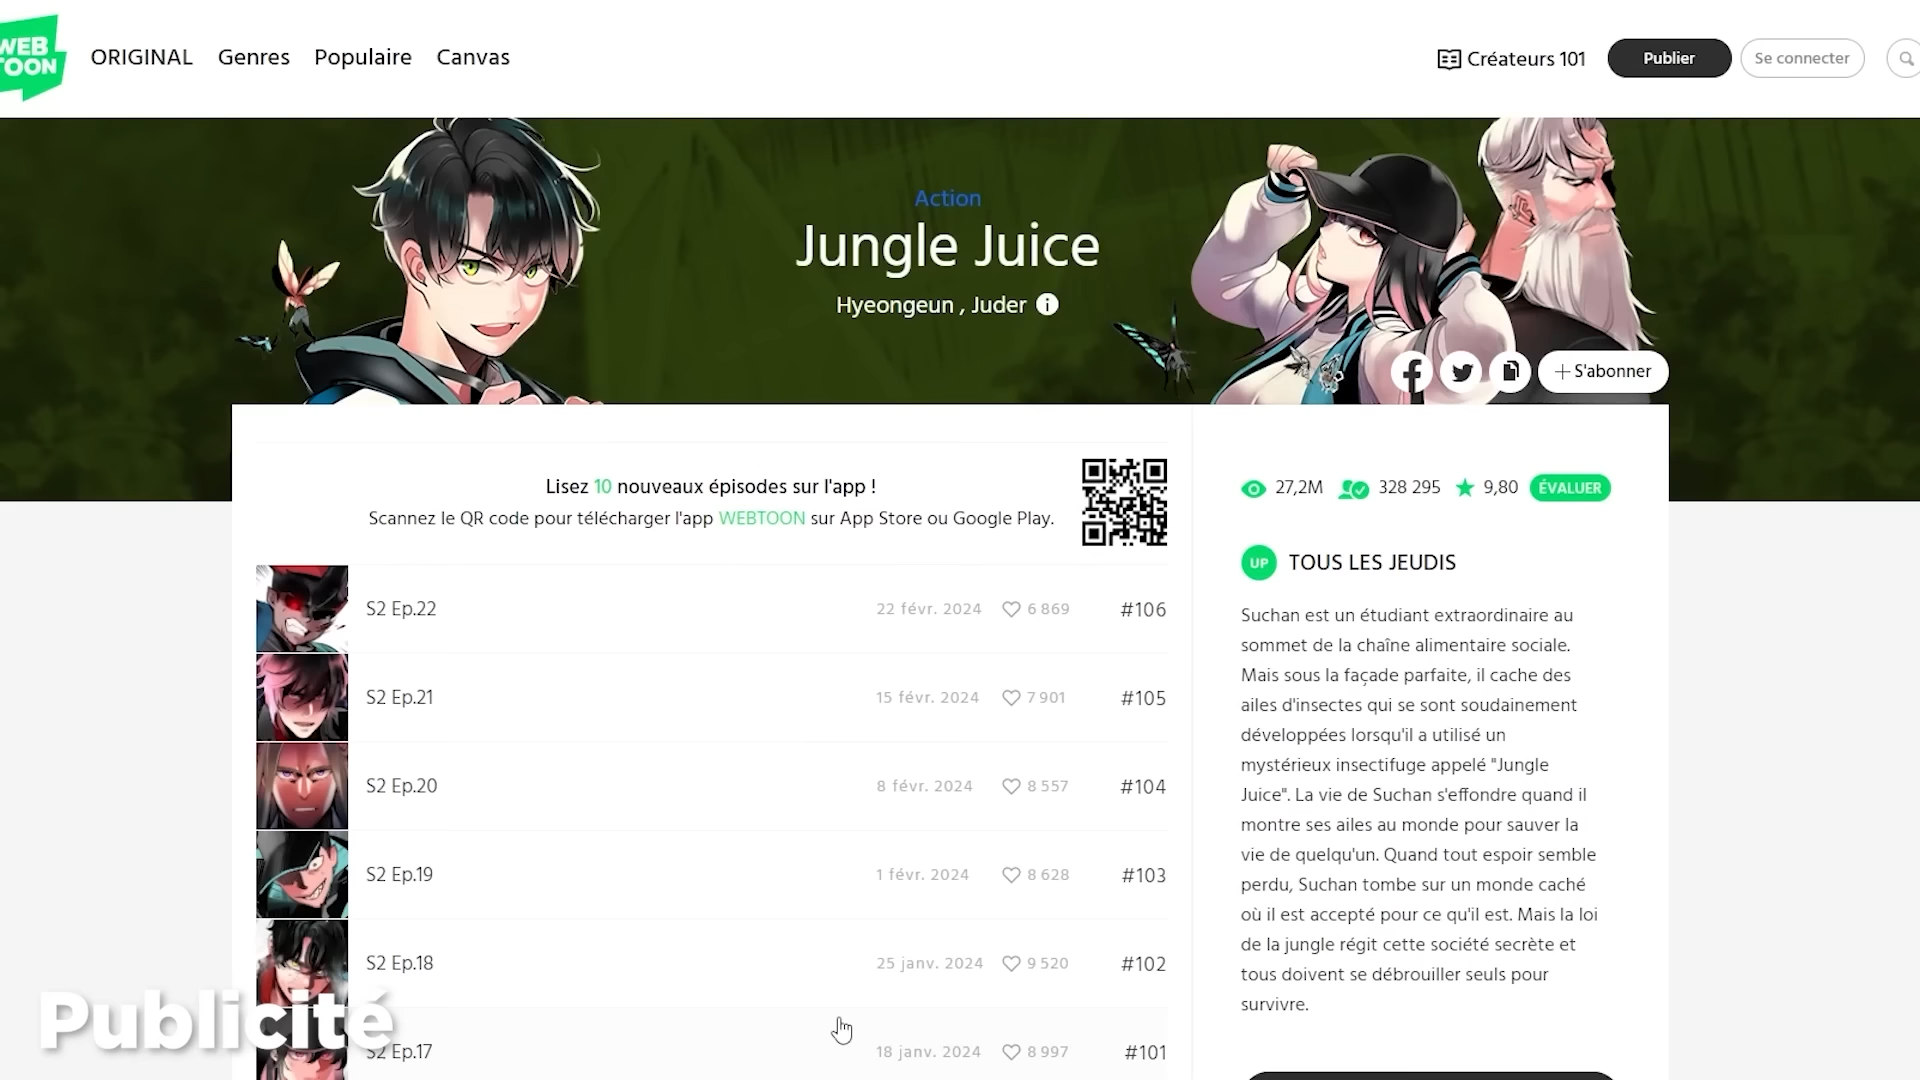 WEB
TOON
ORIGINAL Genres Populaire Canvas
Créateurs 101 Publier Se connecter
Action
Jungle Juice
Hyeongeun , Juder
S'abonner
Lisez 10 nouveaux épisodes sur l'app !
Scannez le QR code pour télécharger l'app WEBTOON sur App Store ou Google Play.
S2 Ep.22 22 févr. 2024 6 869 #106
S2 Ep.21 15 févr. 2024 7 901 #105
S2 Ep.20 8 févr. 2024 8 557 #104
S2 Ep.19 1 févr. 2024 8 628 #103
S2 Ep.18 25 janv. 2024 9 520 #102
S2 Ep.17 18 janv. 2024 8 997 #101
27,2M 328 295 9,80 ÉVALUER
UP TOUS LES JEUDIS
Suchan est un étudiant extraordinaire au
sommet de la chaîne alimentaire sociale.
Mais sous la façade parfaite, il cache des
ailes d'insectes qui se sont soudainement
développées lorsqu'il a utilisé un
mystérieux insectifuge appelé "Jungle
Juice". La vie de Suchan s'effondre quand il
montre ses ailes au monde pour sauver la
vie de quelqu'un. Quand tout espoir semble
perdu, Suchan tombe sur un monde caché
où il est accepté pour ce qu'il est. Mais la loi
de la jungle régit cette société secrète et
tous doivent se débrouiller seuls pour
survivre.
Publicité